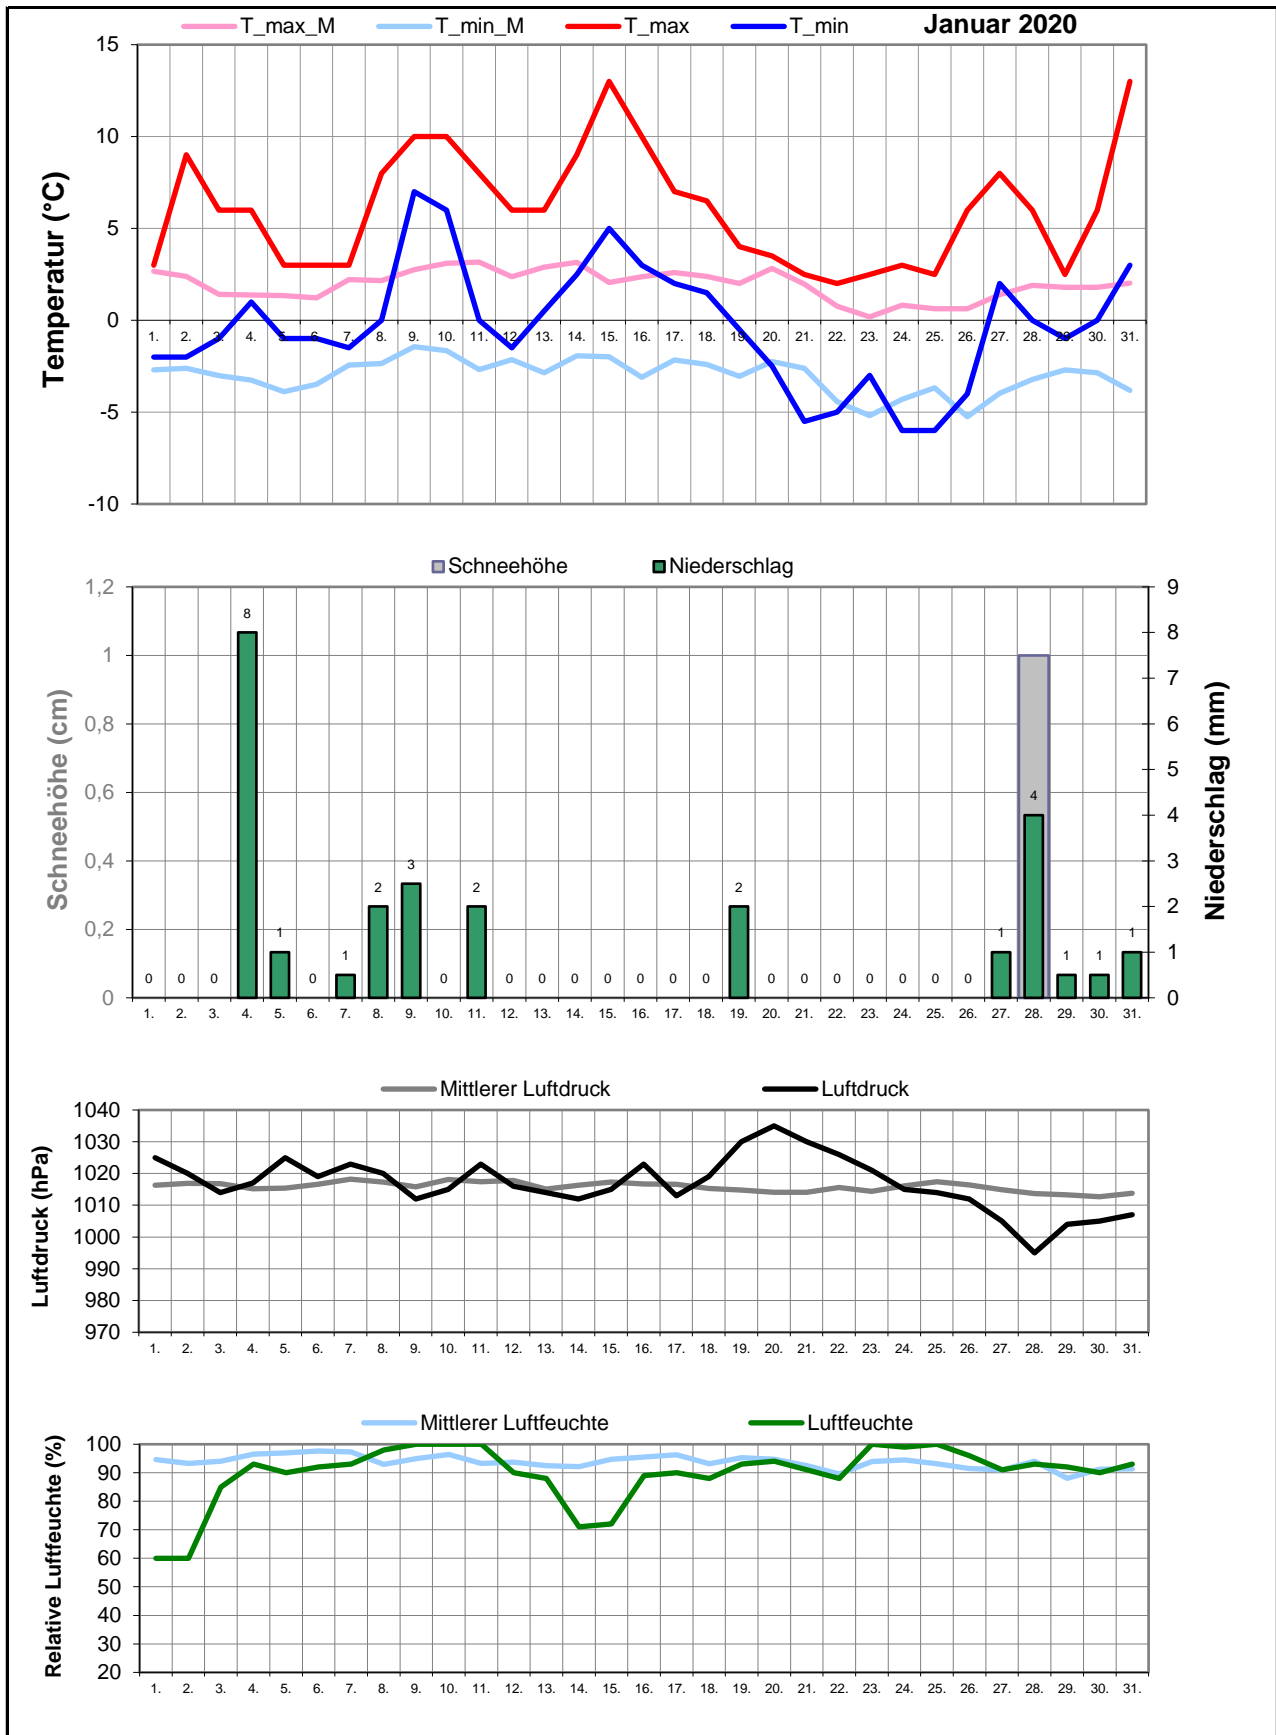 T_max_M T_min_M T_max T_min Januar 2020
Temperatur (°C)
15
10
5
0
-5
-10
1. 2. 3. 4. 5. 6. 7. 8. 9. 10. 11. 12. 13. 14. 15. 16. 17. 18. 19. 20. 21. 22. 23. 24. 25. 26. 27. 28. 29. 30. 31.
Schneehöhe Niederschlag
Schneehöhe (cm)
1,2
1
0,8
0,6
0,4
0,2
0
0 0 0 8 1 0 1 2 3 0 2 0 0 0 0 0 0 0 2 0 0 0 0 0 0 0 1 4 1 1 1
9
8
7
6
5
4
3
2
1
0
Niederschlag (mm)
1. 2. 3. 4. 5. 6. 7. 8. 9. 10. 11. 12. 13. 14. 15. 16. 17. 18. 19. 20. 21. 22. 23. 24. 25. 26. 27. 28. 29. 30. 31.
Mittlerer Luftdruck Luftdruck
Luftdruck (hPa)
1040
1030
1020
1010
1000
990
980
970
1. 2. 3. 4. 5. 6. 7. 8. 9. 10. 11. 12. 13. 14. 15. 16. 17. 18. 19. 20. 21. 22. 23. 24. 25. 26. 27. 28. 29. 30. 31.
Mittlerer Luftfeuchte Luftfeuchte
Relative Luftfeuchte (%)
100
90
80
70
60
50
40
30
20
1. 2. 3. 4. 5. 6. 7. 8. 9. 10. 11. 12. 13. 14. 15. 16. 17. 18. 19. 20. 21. 22. 23. 24. 25. 26. 27. 28. 29. 30. 31.